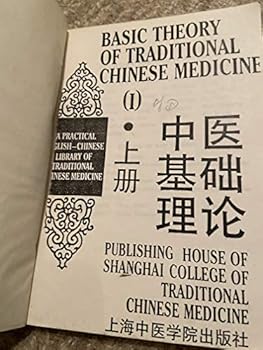 BASIC THEORY
OF TRADITIONAL
CHINESE MEDICINE
(I)
·
上
册
A PRACTICAL
ENGLISH—CHINESE
LIBRARY OF
TRADITIONAL
CHINESE MEDICINE
中医
基础
理论
PUBLISHING HOUSE OF
SHANGHAI COLLEGE OF
TRADITIONAL
CHINESE MEDICINE
上海中医学院出版社